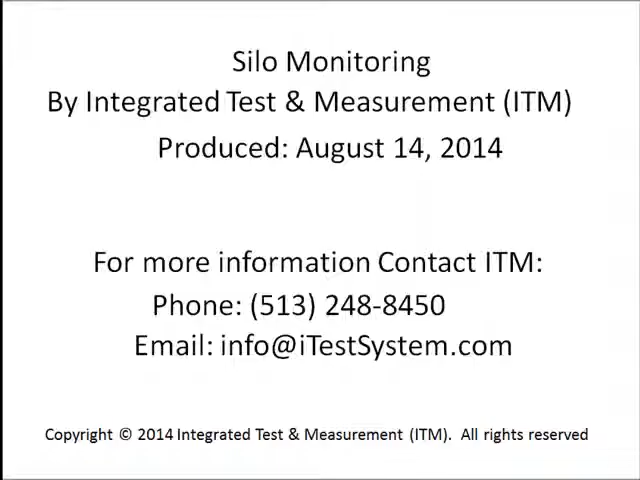 Silo Monitoring
By Integrated Test & Measurement (ITM)
Produced: August 14, 2014
For more information Contact ITM:
Phone: (513) 248-8450
Email: info@iTestSystem.com
Copyright © 2014 Integrated Test & Measurement (ITM).  All rights reserved